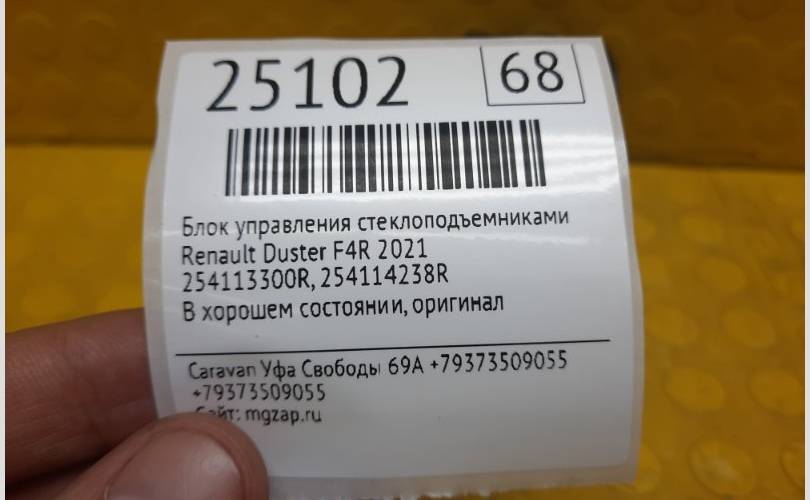 25102
68
Блок управления стеклоподъемниками
Renault Duster F4R 2021
254113300R, 254114238R
В хорошем состоянии, оригинал
Caravan Уфа Свободы 69А +79373509055
+79373509055
Сайт: mgzap.ru